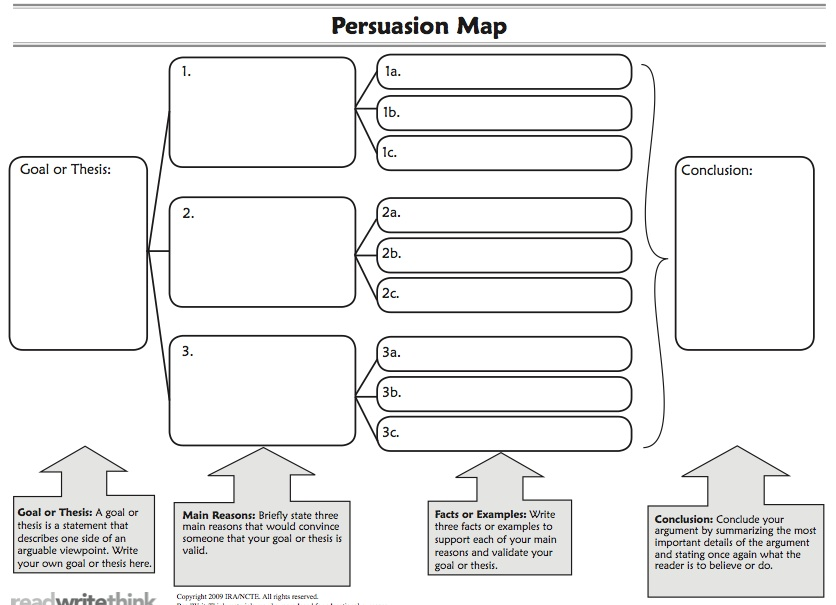 Persuasion Map
Goal or Thesis:
1.
1a.
1b.
1c.
2.
2a.
2b.
2c.
3.
3a.
3b.
3c.
Conclusion:
Goal or Thesis: A goal or
thesis is a statement that
describes one side of an
arguable viewpoint. Write
your own goal or thesis here.
Main Reasons: Briefly state three
main reasons that would convince
someone that your goal or thesis is
valid.
Facts or Examples: Write
three facts or examples to
support each of your main
reasons and validate your
goal or thesis.
Conclusion: Conclude your
argument by summarizing the most
important details of the argument
and stating once again what the
reader is to believe or do.
readwritethink
Copyright 2009 IRA/NCTE. All rights reserved.